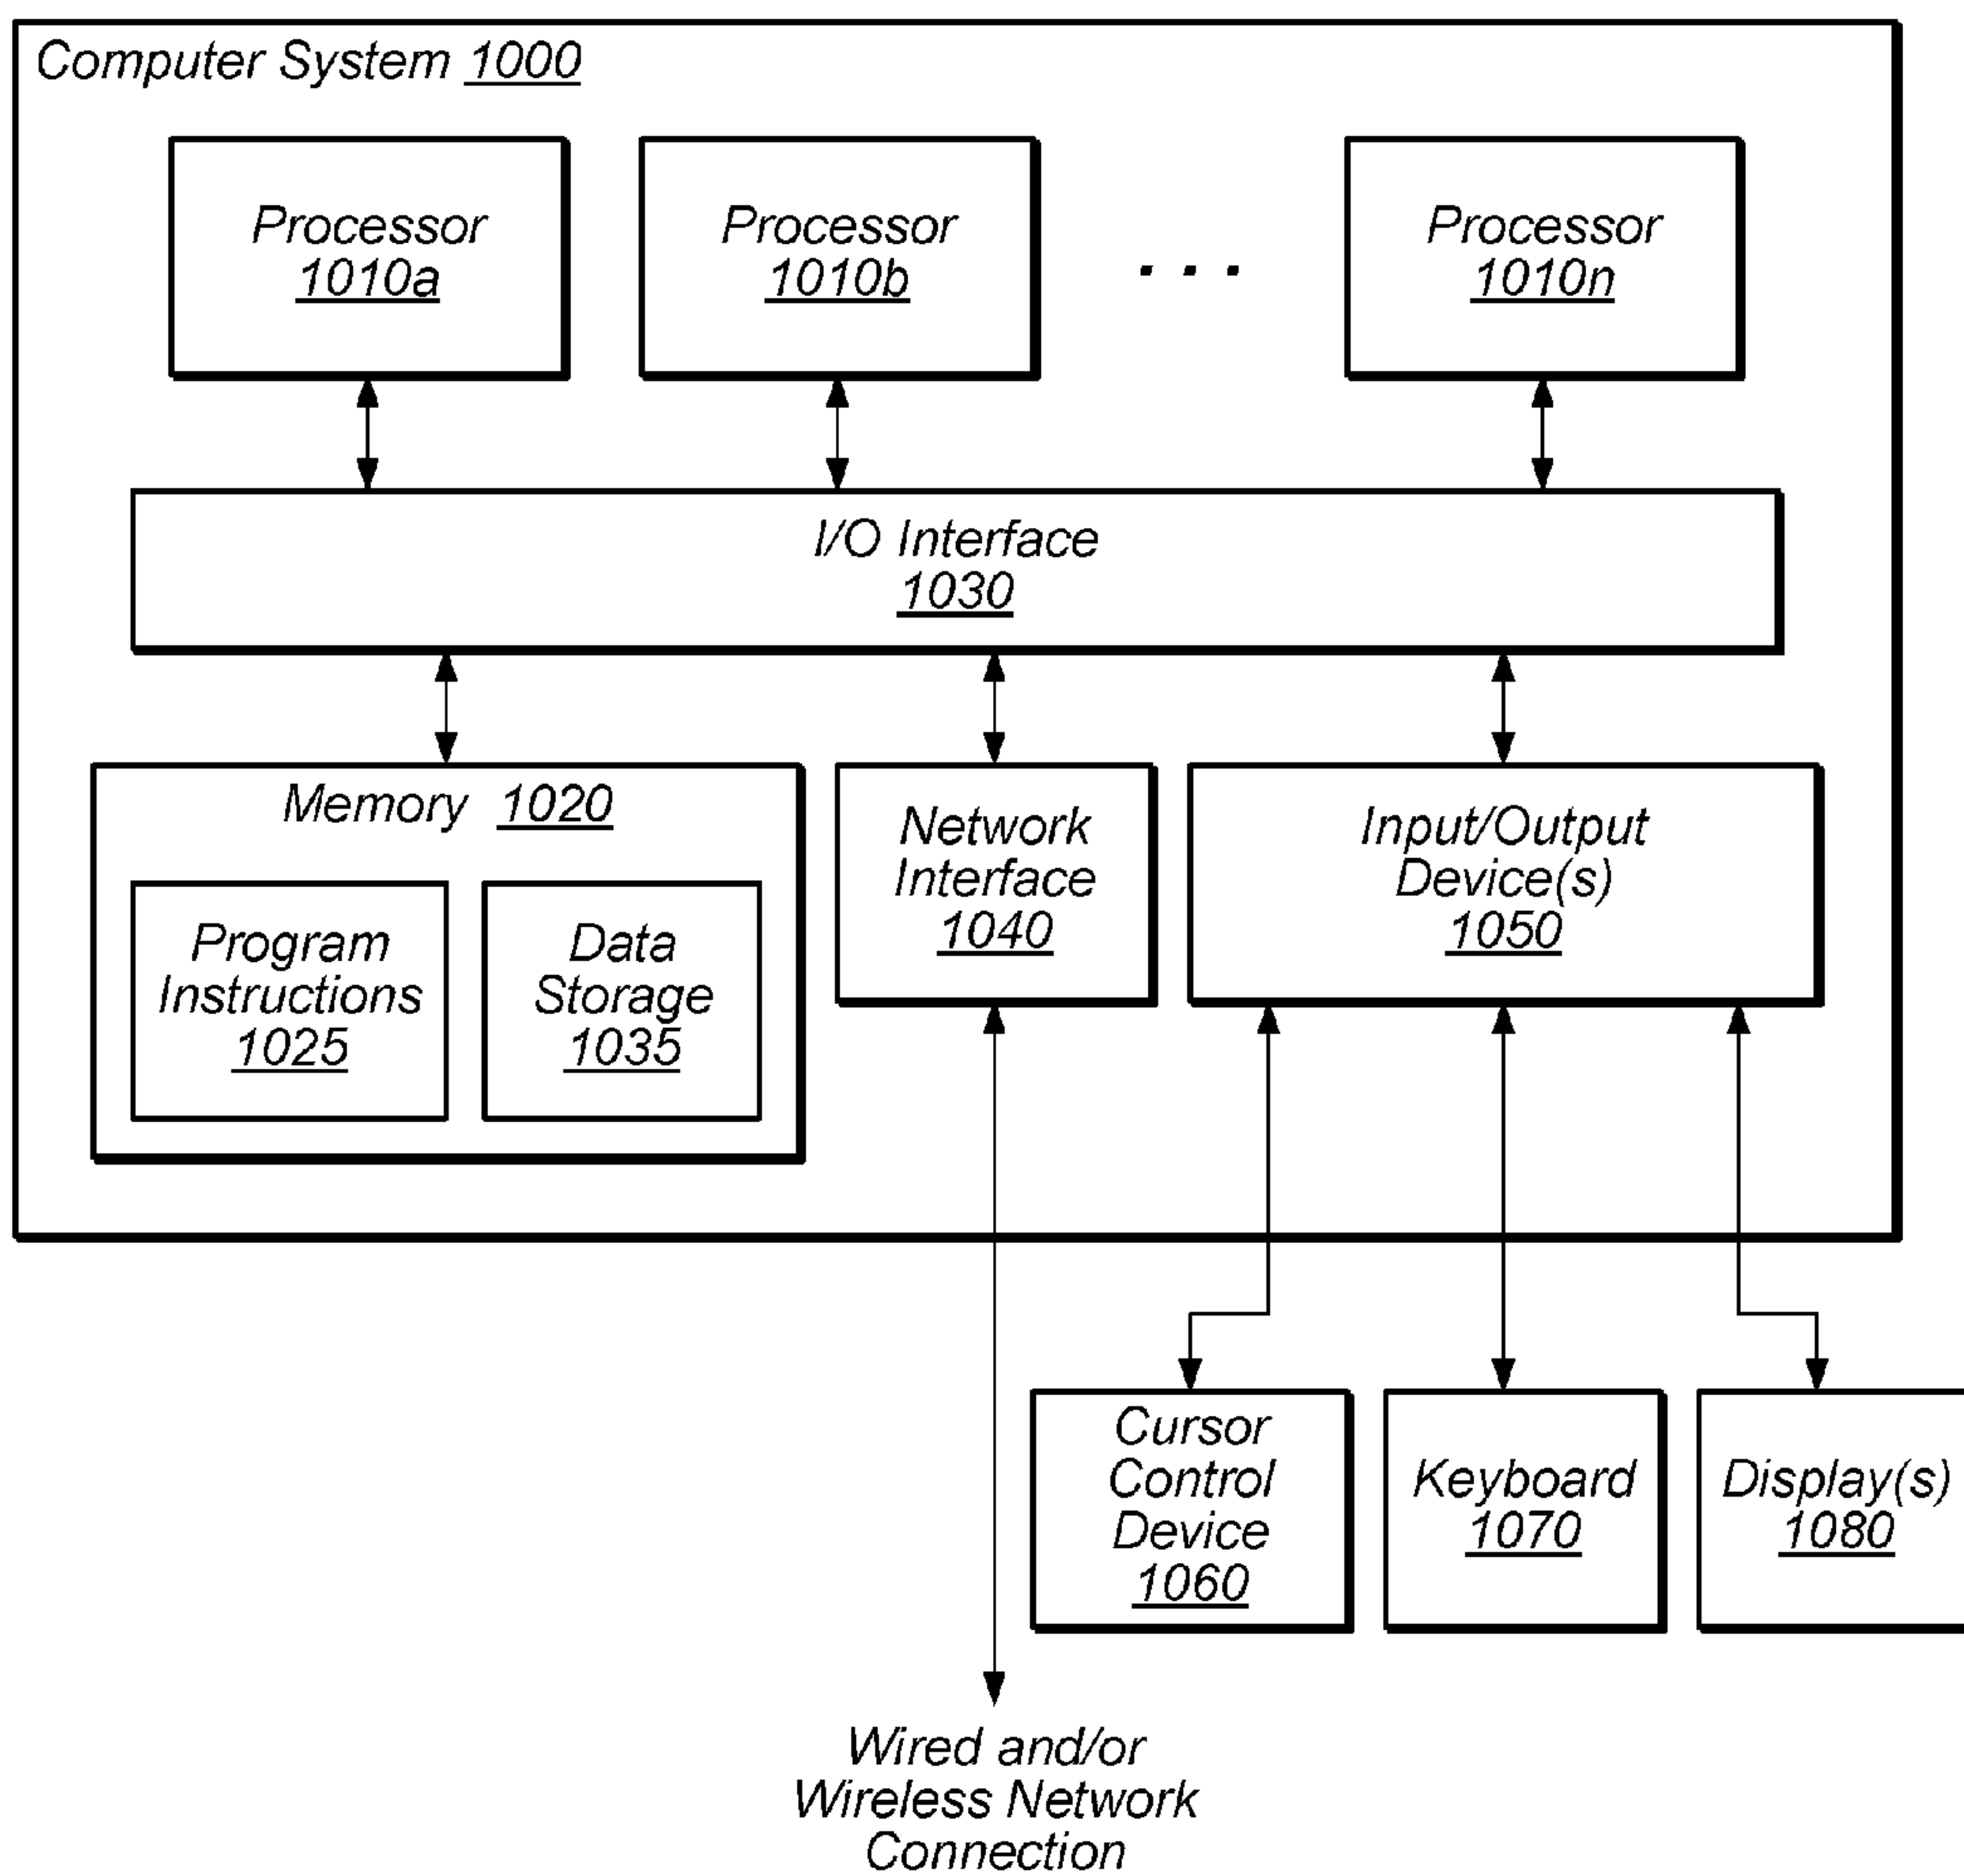 Computer System 1000
Processor
1010a
Processor
1010b
. . .
Processor
1010n
I/O Interface
1030
Memory 1020
Program
Instructions
1025
Data
Storage
1035
Network
Interface
1040
Input/Output
Device(s)
1050
Cursor
Control
Device
1060
Keyboard
1070
Display(s)
1080
Wired and/or
Wireless Network
Connection